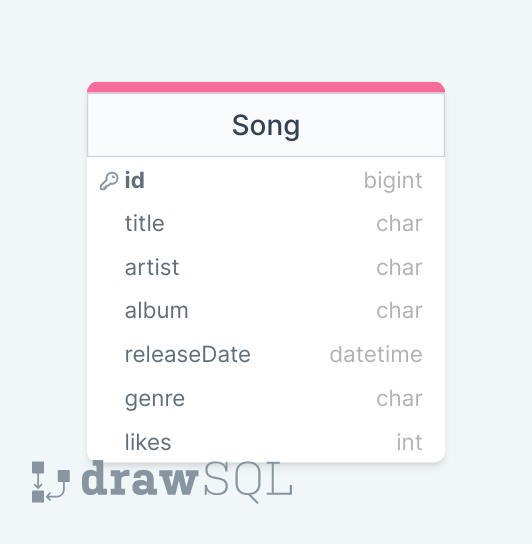 Song
id bigint
title char
artist char
album char
releaseDate datetime
genre char
likes int
drawSQL